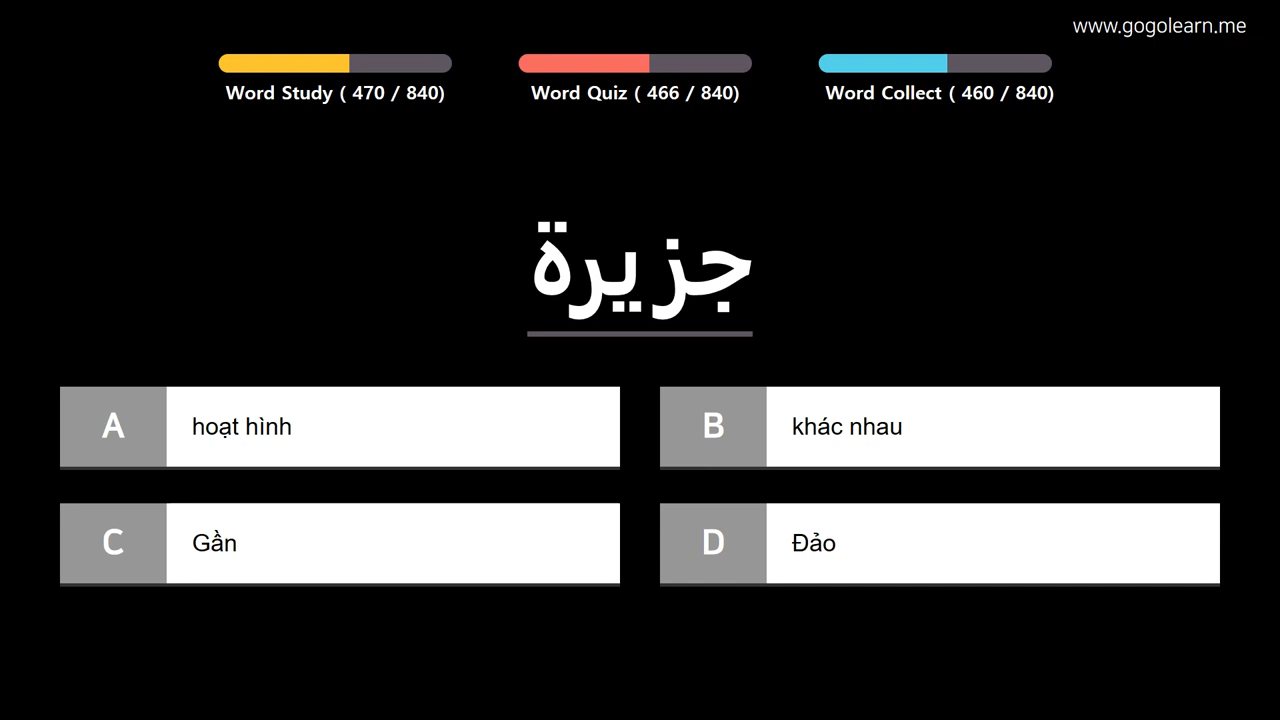 www.gogolearn.me
Word Study ( 470 / 840)
Word Quiz ( 466 / 840)
Word Collect ( 460 / 840)
جزيرة
A hoạt hình
B khác nhau
C Gần
D Đảo